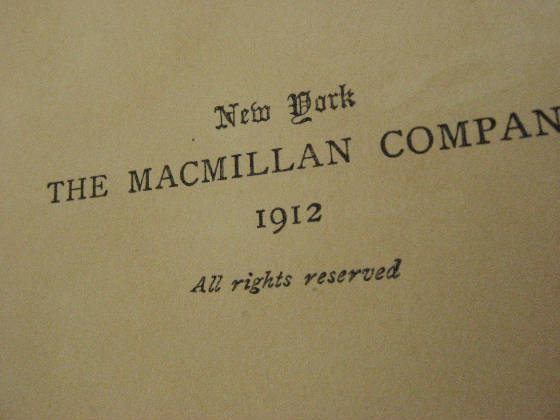 New York
THE MACMILLAN COMPAN
1912
All rights reserved